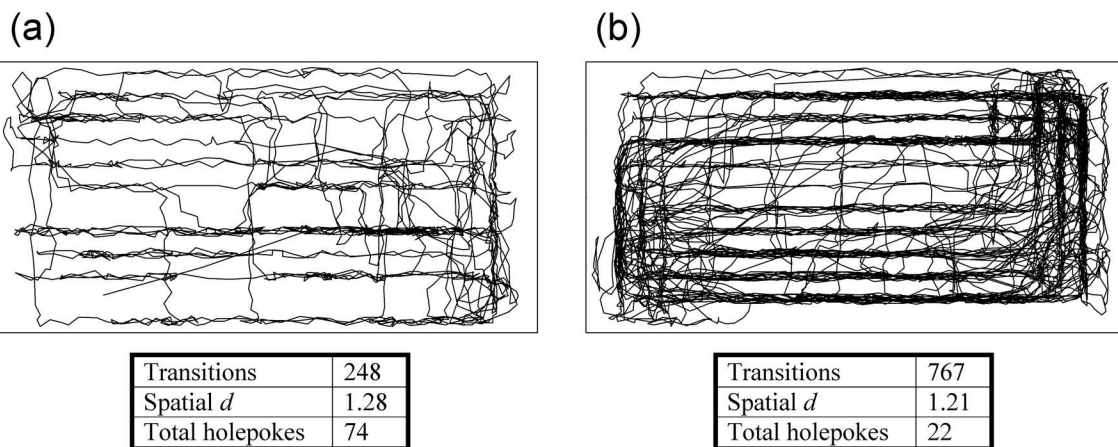 (a)
(b)
Transitions 248
Spatial d 1.28
Total holepokes 74
Transitions 767
Spatial d 1.21
Total holepokes 22